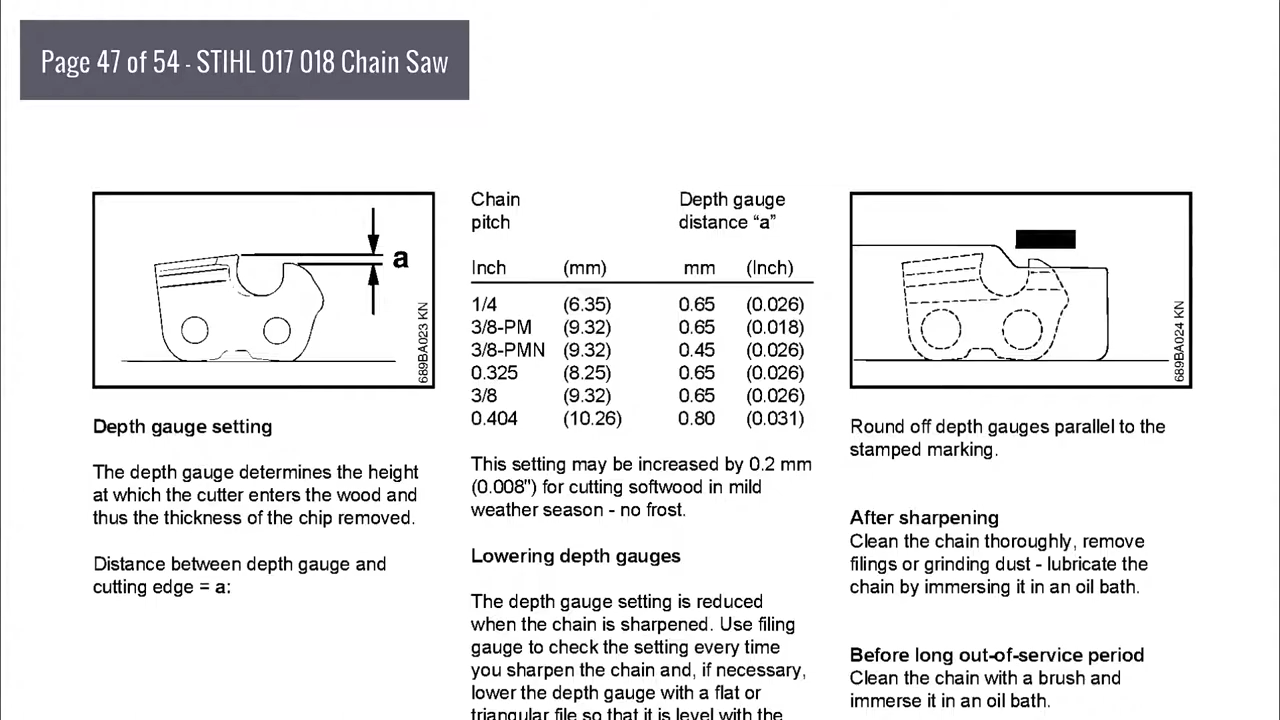 Page 47 of 54 - STIHL 017 018 Chain Saw
a
689BA023 KN
Depth gauge setting
The depth gauge determines the height
at which the cutter enters the wood and
thus the thickness of the chip removed.
Distance between depth gauge and
cutting edge = a:
Chain Depth gauge
pitch distance “a”
Inch (mm) mm (Inch)
1/4 (6.35) 0.65 (0.026)
3/8-PM (9.32) 0.65 (0.018)
3/8-PMN (9.32) 0.45 (0.026)
0.325 (8.25) 0.65 (0.026)
3/8 (9.32) 0.65 (0.026)
0.404 (10.26) 0.80 (0.031)
This setting may be increased by 0.2 mm
(0.008") for cutting softwood in mild
weather season - no frost.
Lowering depth gauges
The depth gauge setting is reduced
when the chain is sharpened. Use filing
gauge to check the setting every time
you sharpen the chain and, if necessary,
lower the depth gauge with a flat or
triangular file so that it is level with the
689BA024 KN
Round off depth gauges parallel to the
stamped marking.
After sharpening
Clean the chain thoroughly, remove
filings or grinding dust - lubricate the
chain by immersing it in an oil bath.
Before long out-of-service period
Clean the chain with a brush and
immerse it in an oil bath.